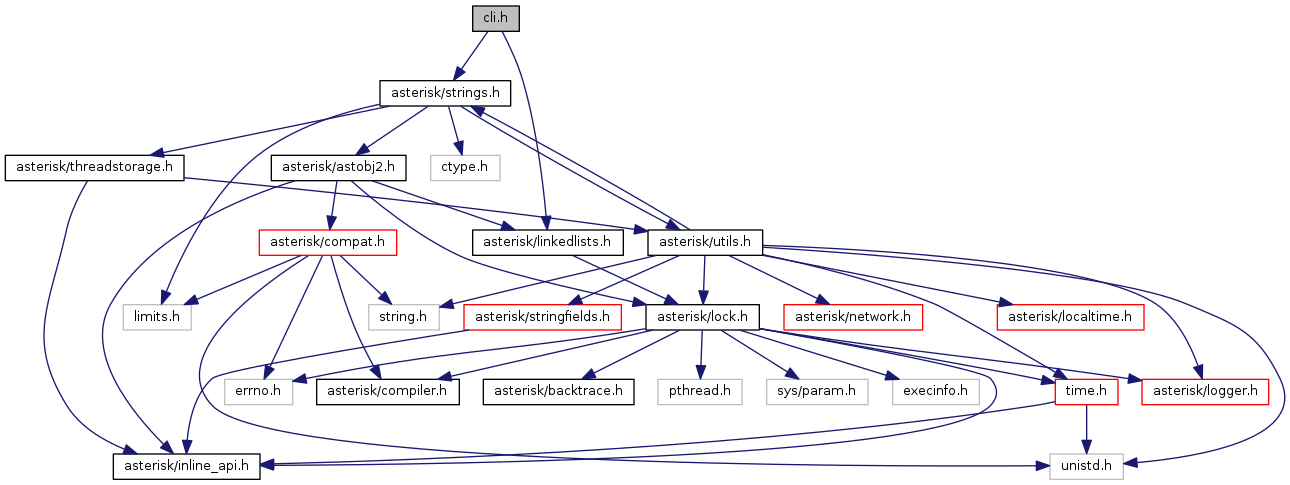 cli.h
asterisk/strings.h
asterisk/threadstorage.h
asterisk/astobj2.h
ctype.h
asterisk/compat.h
asterisk/linkedlists.h
asterisk/utils.h
limits.h
string.h
asterisk/stringfields.h
asterisk/lock.h
asterisk/network.h
asterisk/localtime.h
errno.h
asterisk/compiler.h
asterisk/backtrace.h
pthread.h
sys/param.h
execinfo.h
time.h
asterisk/logger.h
asterisk/inline_api.h
unistd.h